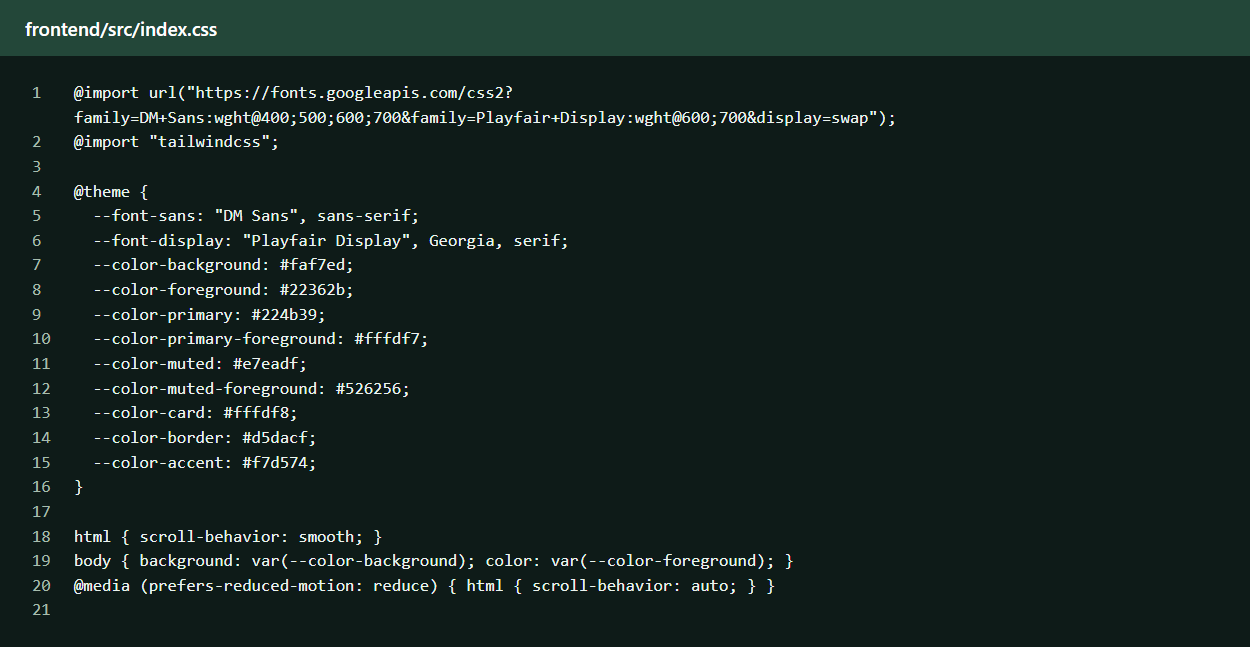 frontend/src/index.css
1 @import url("https://fonts.googleapis.com/css2?
family=DM+Sans:wght@400;500;600;700&family=Playfair+Display:wght@600;700&display=swap");
2 @import "tailwindcss";
3
4 @theme {
5   --font-sans: "DM Sans", sans-serif;
6   --font-display: "Playfair Display", Georgia, serif;
7   --color-background: #faf7ed;
8   --color-foreground: #22362b;
9   --color-primary: #224b39;
10   --color-primary-foreground: #fffdf7;
11   --color-muted: #e7eadf;
12   --color-muted-foreground: #526256;
13   --color-card: #fffdf8;
14   --color-border: #d5dacf;
15   --color-accent: #f7d574;
16 }
17
18 html { scroll-behavior: smooth; }
19 body { background: var(--color-background); color: var(--color-foreground); }
20 @media (prefers-reduced-motion: reduce) { html { scroll-behavior: auto; } }
21